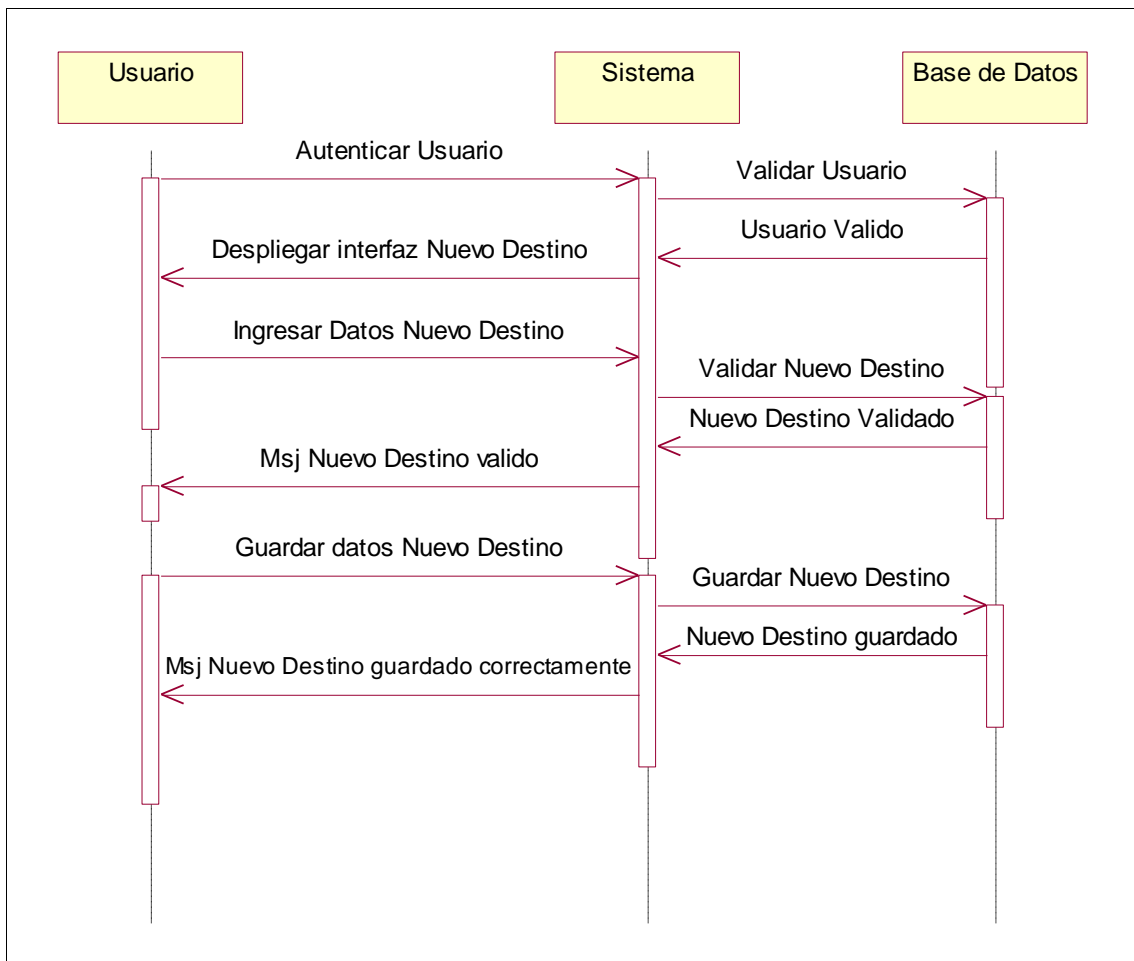 Usuario
Sistema
Base de Datos
Autenticar Usuario
Validar Usuario
Usuario Valido
Despliegar interfaz Nuevo Destino
Ingresar Datos Nuevo Destino
Validar Nuevo Destino
Nuevo Destino Validado
Msj Nuevo Destino valido
Guardar datos Nuevo Destino
Guardar Nuevo Destino
Nuevo Destino guardado
Msj Nuevo Destino guardado correctamente